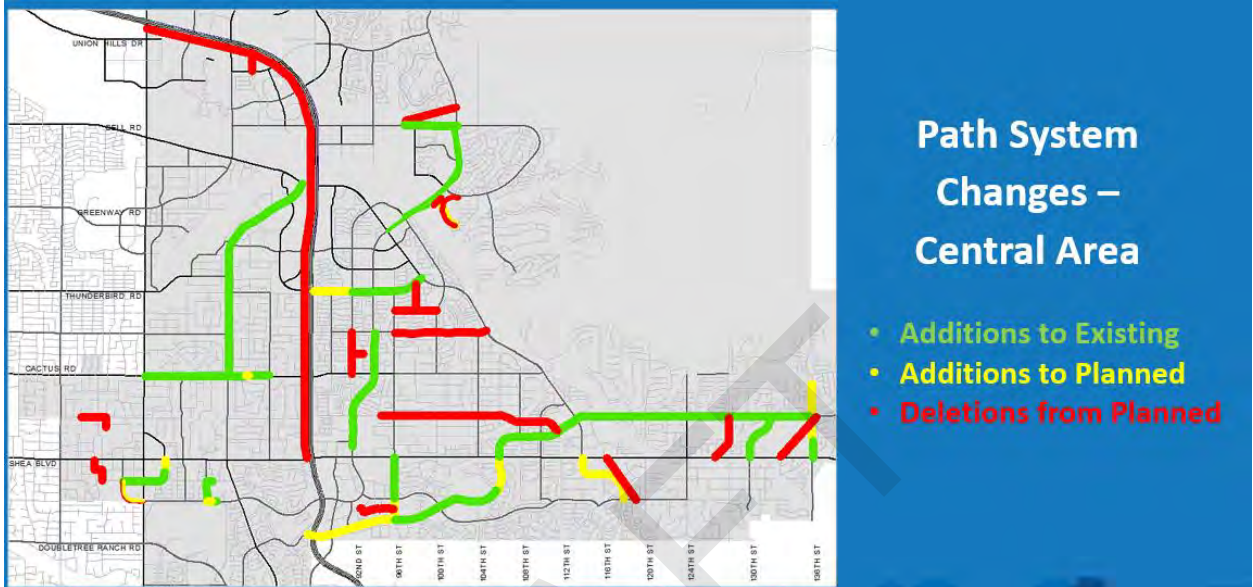 UNION HILLS DR
BELL RD
GREENWAY RD
THUNDERBIRD RD
CACTUS RD
SHEA BLVD
DOUBLETREE RANCH RD
92ND ST
96TH ST
100TH ST
104TH ST
108TH ST
112TH ST
116TH ST
120TH ST
124TH ST
130TH ST
136TH ST
Path System
Changes –
Central Area
• Additions to Existing
• Additions to Planned
• Deletions from Planned